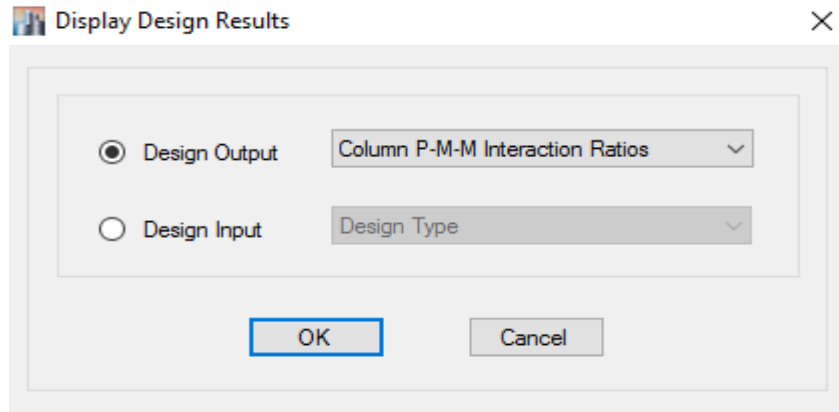 Display Design Results
Design Output Column P-M-M Interaction Ratios
Design Input Design Type
OK Cancel